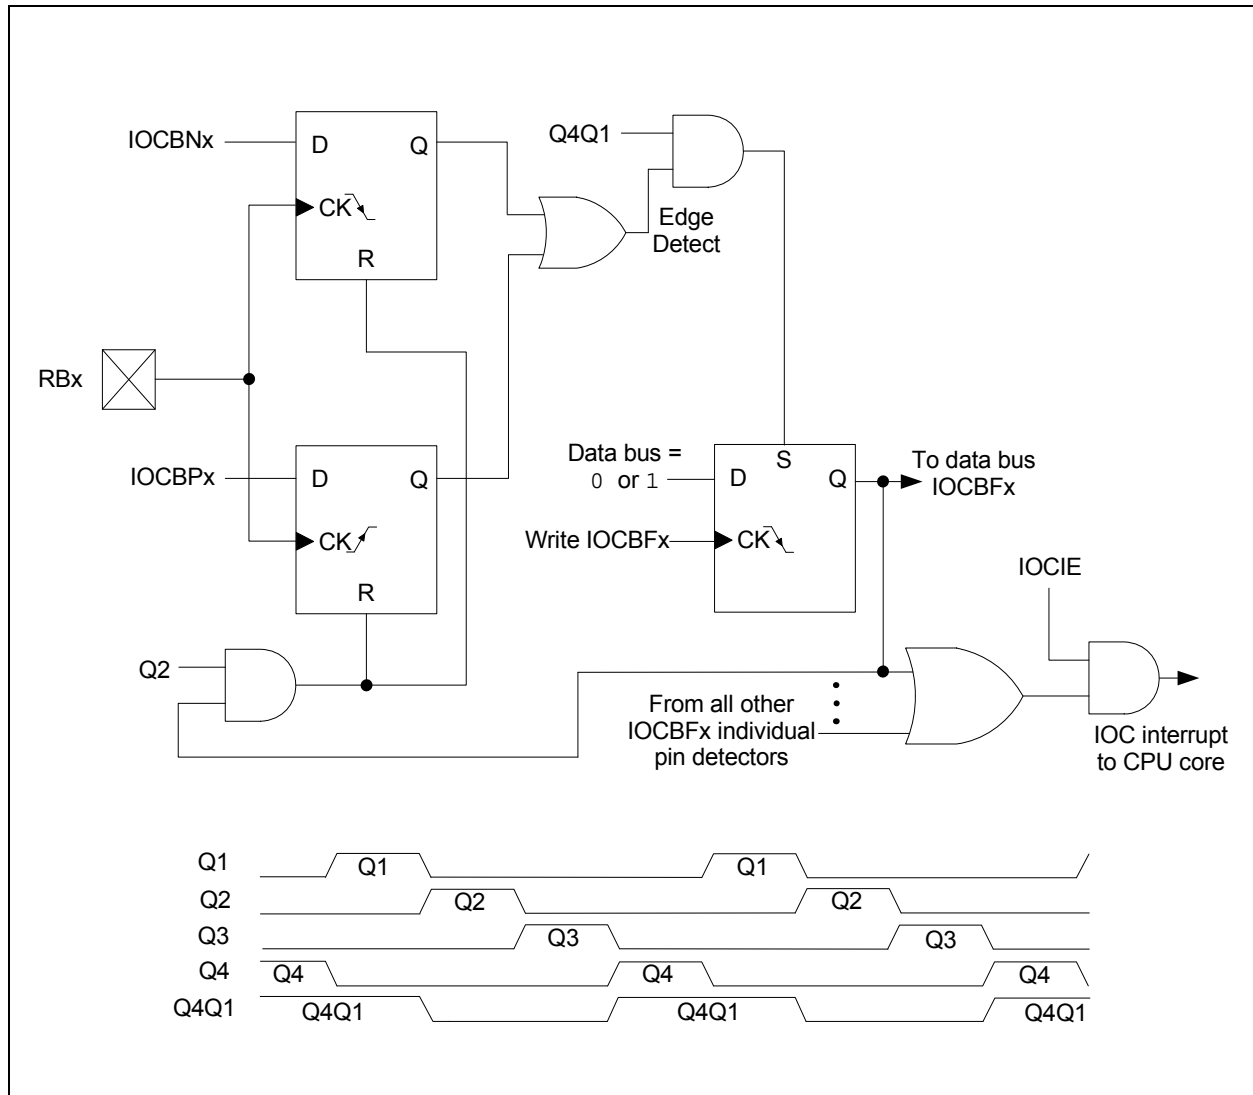 IOCBNx
D
Q
CK
R
Q4Q1
Edge
Detect
RBx
IOCBPx
D
Q
CK
R
Q2
Data bus =
0 or 1
D
S
Q
Write IOCBFx
CK
To data bus
IOCBFx
IOCIE
From all other
IOCBFx individual
pin detectors
IOC interrupt
to CPU core
Q1 Q1 Q1
Q2 Q2 Q2
Q3 Q3 Q3
Q4 Q4 Q4 Q4
Q4Q1 Q4Q1 Q4Q1 Q4Q1